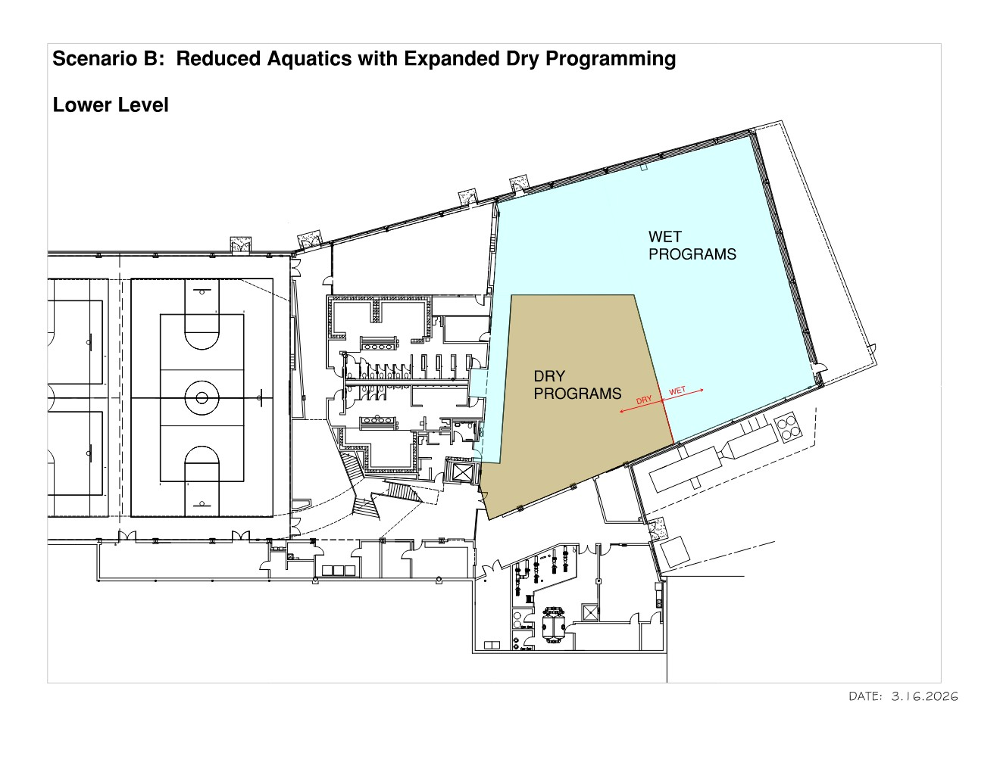 Scenario B:  Reduced Aquatics with Expanded Dry Programming
Lower Level
WET
PROGRAMS
DRY
PROGRAMS
DRY
WET
DATE: 3.16.2026